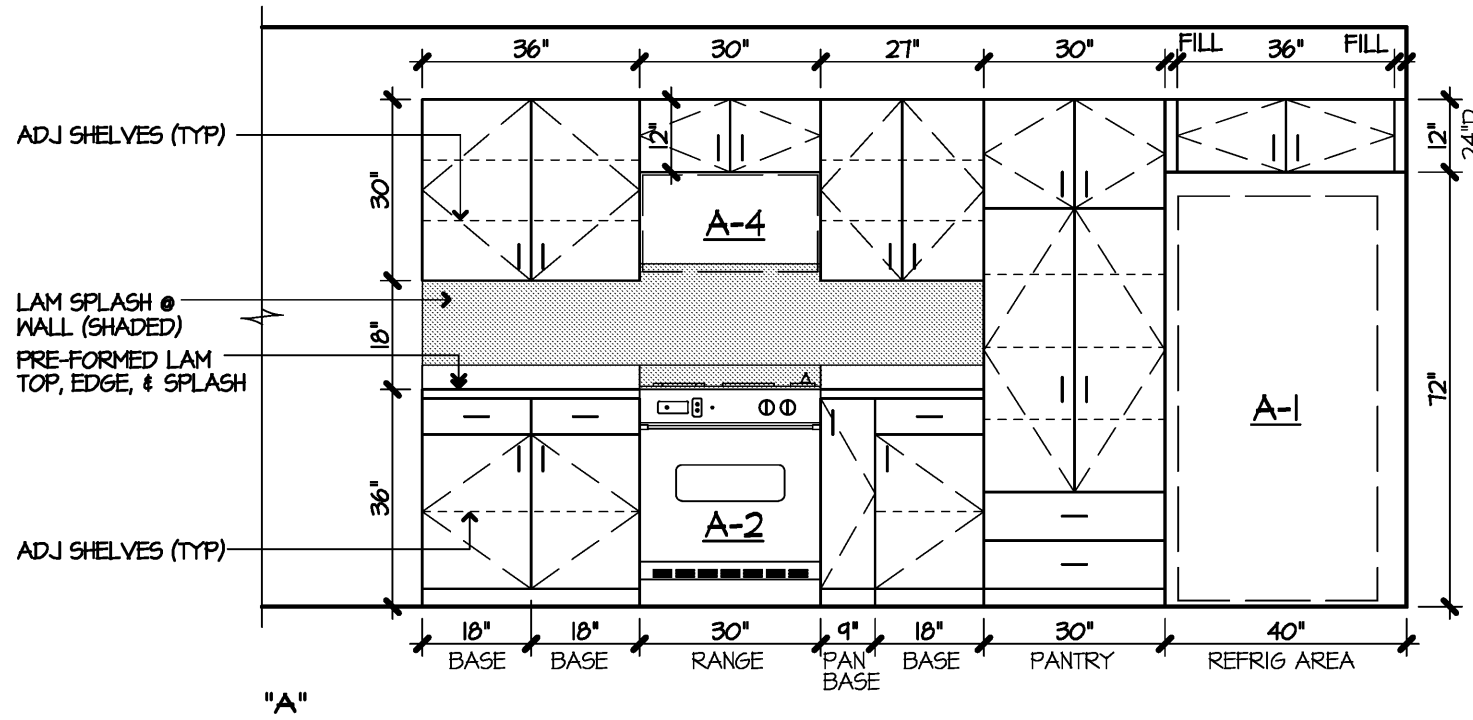 36" 30" 27" 30" FILL 36" FILL
ADJ SHELVES (TYP)
30"
12"
12"
24"D
A-4
LAM SPLASH @
WALL (SHADED)
18"
PRE-FORMED LAM
TOP, EDGE, & SPLASH
A-1
72"
36"
A-2
ADJ SHELVES (TYP)
18" 18" 30" 9" 18" 30" 40"
BASE BASE RANGE PAN BASE PANTRY REFRIG AREA
BASE
"A"